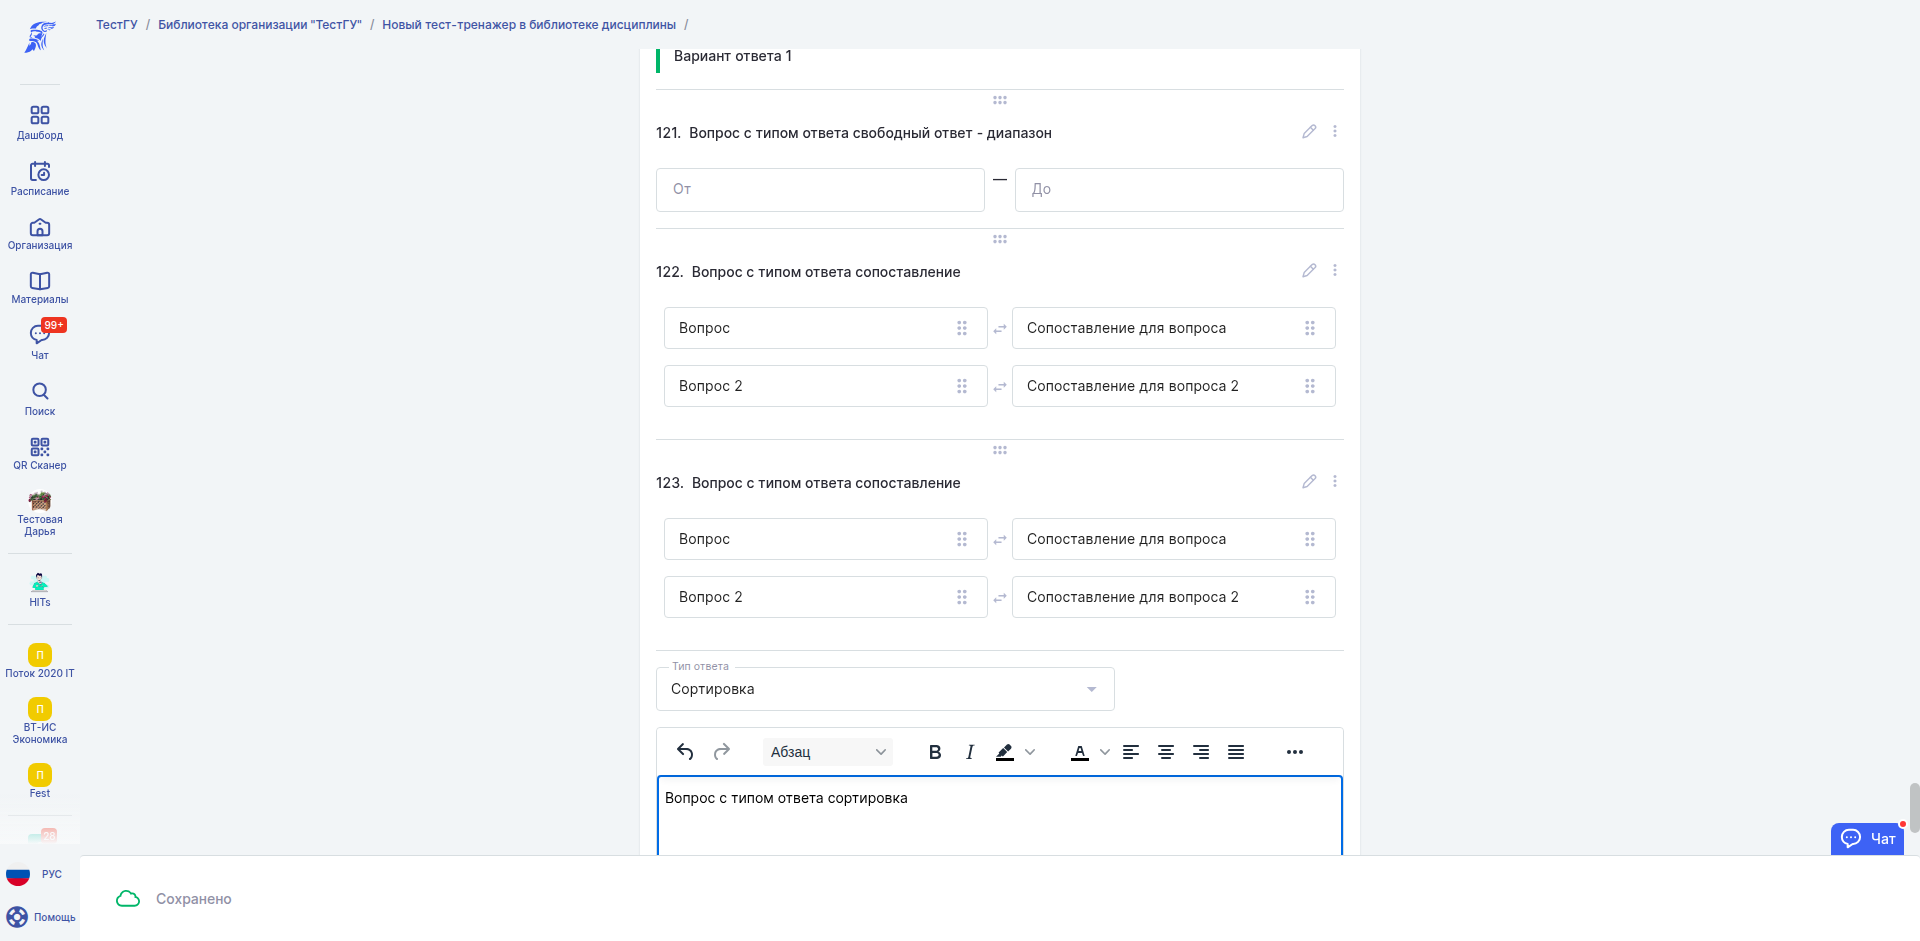 ТестГУ / Библиотека организации "ТестГУ" / Новый тест-тренажер в библиотеке дисциплины /
Дашборд
Расписание
Организация
Материалы
99+
Чат
Поиск
QR Сканер
Тестовая
Дарья
HITs
П
Поток 2020 IT
П
ВТ-ИС
Экономика
П
Fest
28
РУС
Помощь
Вариант ответа 1
121. Вопрос с типом ответа свободный ответ - диапазон
От — До
122. Вопрос с типом ответа сопоставление
Вопрос Сопоставление для вопроса
Вопрос 2 Сопоставление для вопроса 2
123. Вопрос с типом ответа сопоставление
Вопрос Сопоставление для вопроса
Вопрос 2 Сопоставление для вопроса 2
Тип ответа
Сортировка
Абзац B I A
Вопрос с типом ответа сортировка
Чат
Сохранено